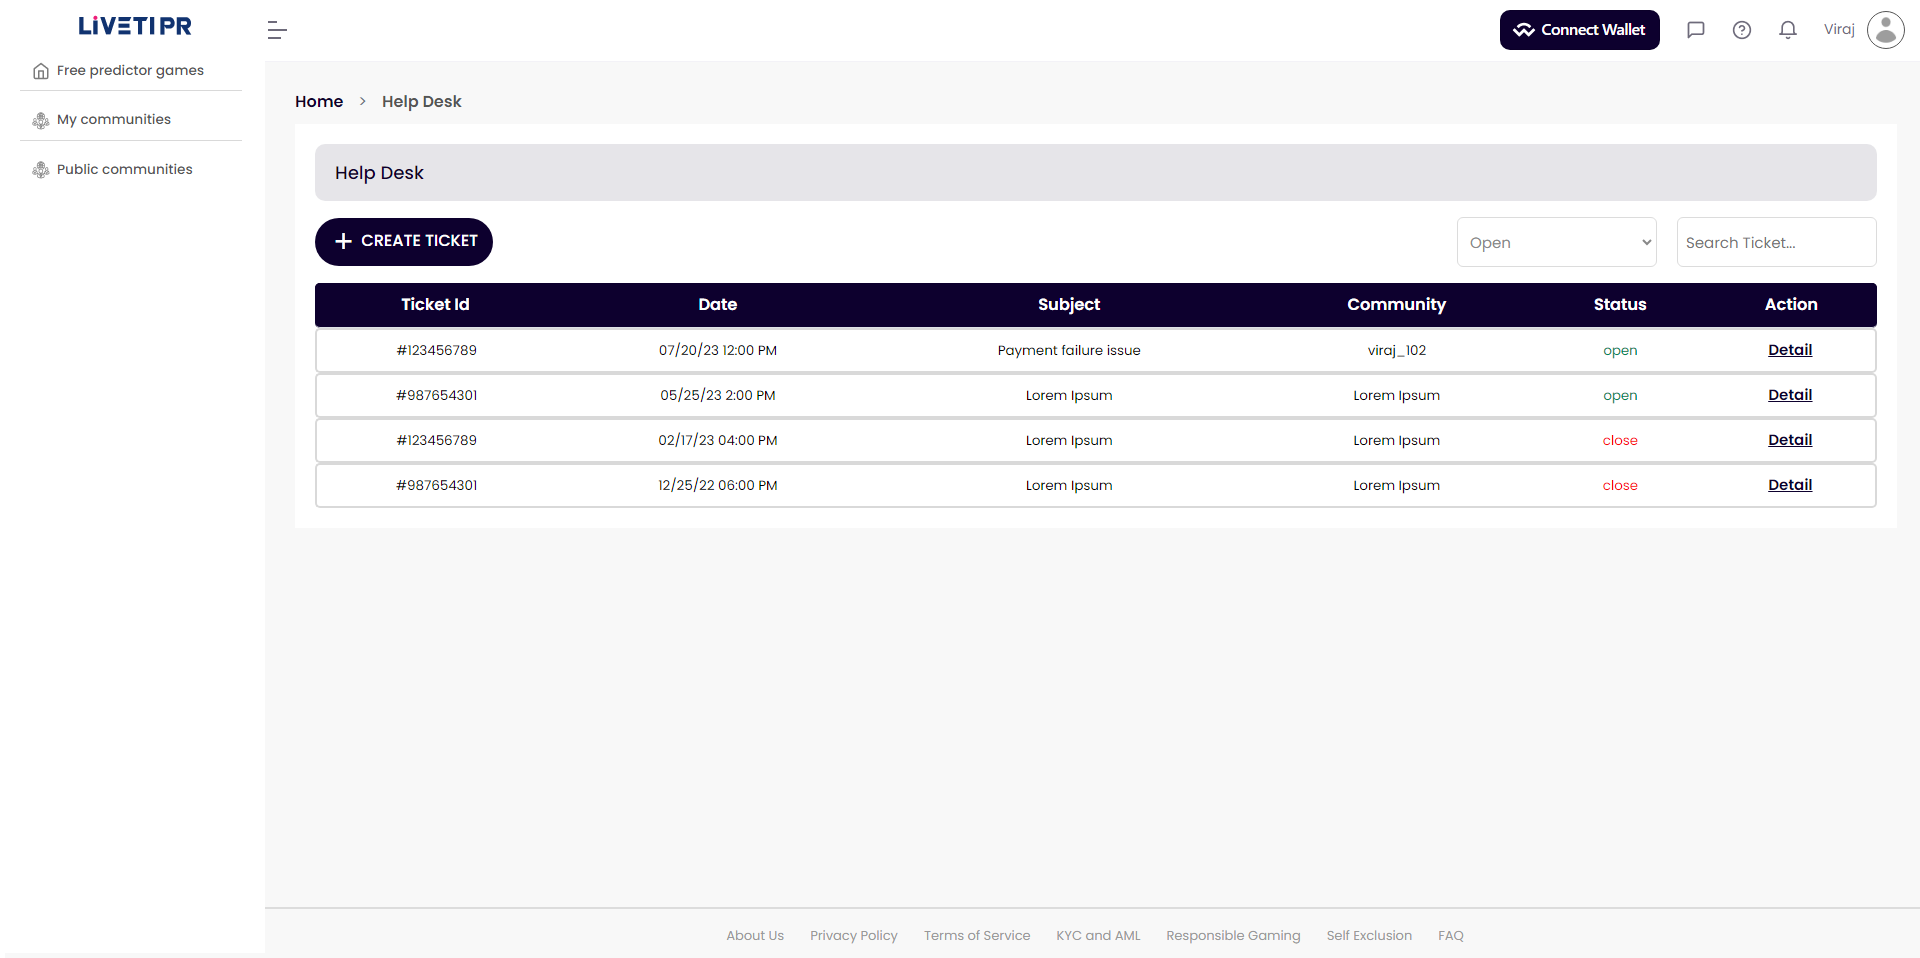 LiVETIPR
Connect Wallet
Viraj
Free predictor games
My communities
Public communities
Home > Help Desk
Help Desk
+ CREATE TICKET
Open
Search Ticket...
Ticket Id Date Subject Community Status Action
#123456789 07/20/23 12:00 PM Payment failure issue viraj_102 open Detail
#987654301 05/25/23 2:00 PM Lorem Ipsum Lorem Ipsum open Detail
#123456789 02/17/23 04:00 PM Lorem Ipsum Lorem Ipsum close Detail
#987654301 12/25/22 06:00 PM Lorem Ipsum Lorem Ipsum close Detail
About Us Privacy Policy Terms of Service KYC and AML Responsible Gaming Self Exclusion FAQ